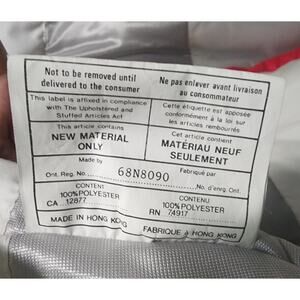 Not to be removed until
delivered to the consumer
Ne pas enlever avant livraison
au consommateur
This label is affixed in compliance
with The Upholstered and
Stuffed Articles Act
Cette étiquette est apposée
conformément à la loi sur
les articles rembourrés
This article contains
NEW MATERIAL
ONLY
Cet article contient
MATÉRIAU NEUF
SEULEMENT
Made by
Fabriqué par
Ont. Reg. No. 68N8090 No. d'enrg. Ont.
CONTENT
100% POLYESTER
CA 12877
CONTENU
100% POLYESTER
RN 74917
MADE IN HONG KONG
FABRIQUÉ À HONG KONG